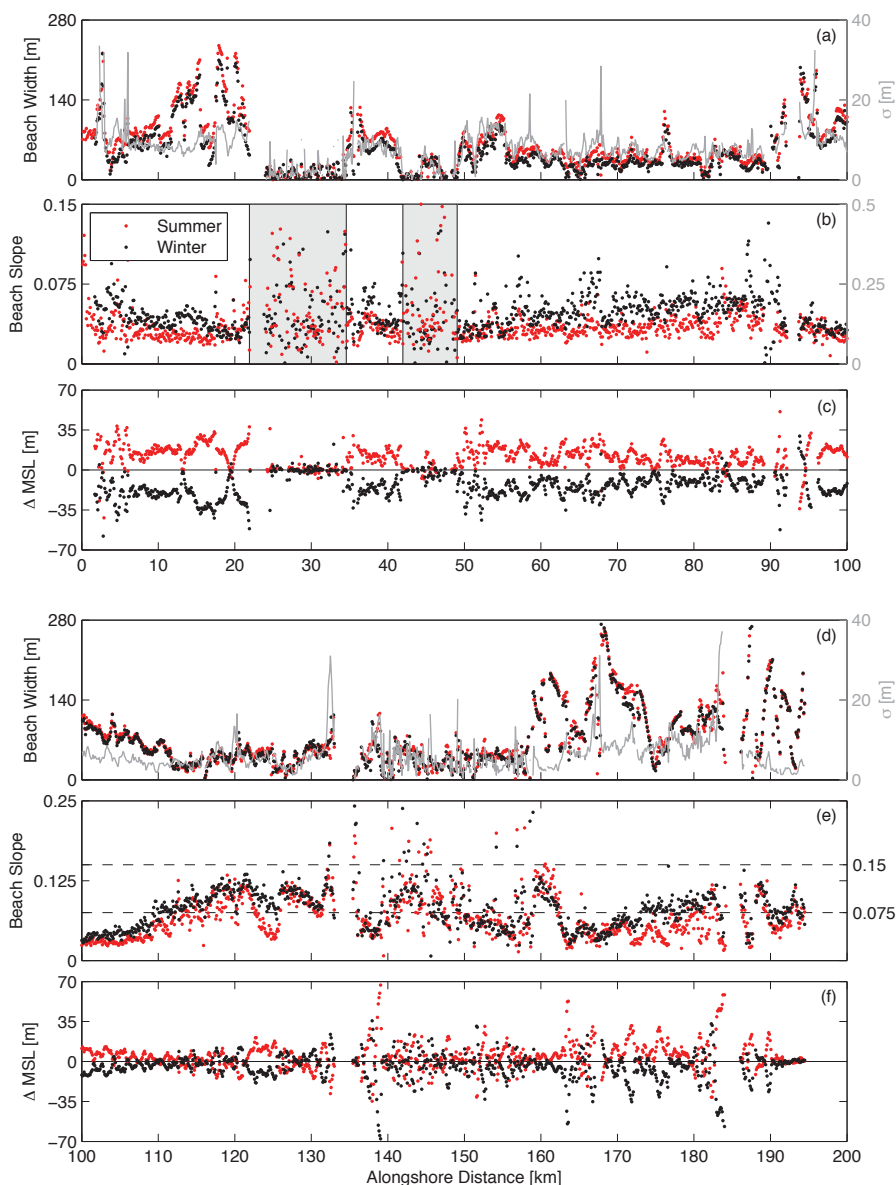 280
140
0
Beach Width [m]
(a)
40
20
0
σ [m]
0.15
0.075
0
Beach Slope
Summer
Winter
(b)
0.5
0.25
0
70
35
0
−35
−70
Δ MSL [m]
(c)
0 10 20 30 40 50 60 70 80 90 100
280
140
0
Beach Width [m]
(d)
40
20
0
σ [m]
0.25
0.125
0
Beach Slope
(e)
0.15
0.075
70
35
0
−35
−70
Δ MSL [m]
(f)
100 110 120 130 140 150 160 170 180 190 200
Alongshore Distance [km]